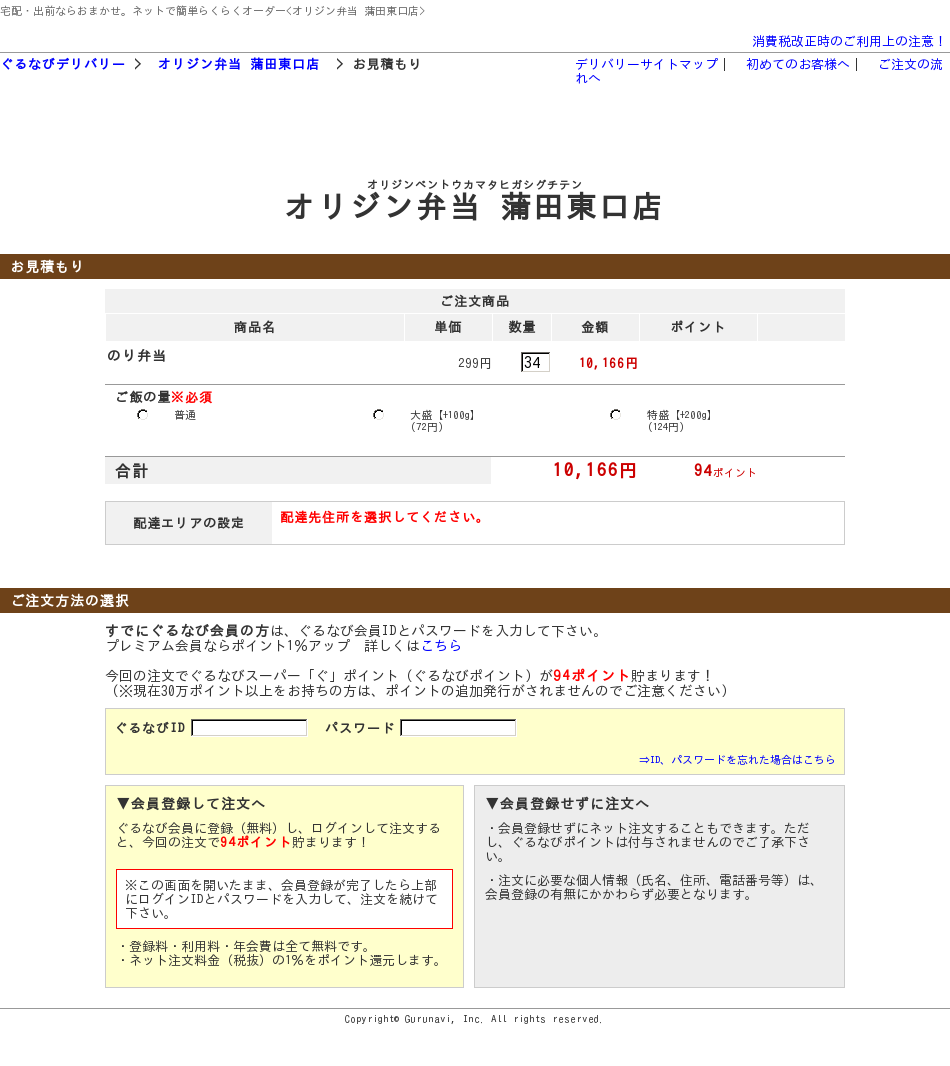 宅配・出前ならおまかせ。ネットで簡単らくらくオーダー<オリジン弁当 蒲田東口店>
消費税改正時のご利用上の注意！
ぐるなびデリバリー > オリジン弁当 蒲田東口店 > お見積もり
デリバリーサイトマップ | 初めてのお客様へ | ご注文の流
れへ
オリジンベントウカマタヒガシグチテン
オリジン弁当 蒲田東口店
お見積もり
ご注文商品
商品名 単価 数量 金額 ポイント
のり弁当 299円 34 10,166円
ご飯の量※必須
普通 大盛【+100g】 特盛【+200g】
(72円) (124円)
合計 10,166円 94ポイント
配達エリアの設定 配達先住所を選択してください。
ご注文方法の選択
すでにぐるなび会員の方は、ぐるなび会員IDとパスワードを入力して下さい。
プレミアム会員ならポイント1％アップ 詳しくはこちら
今回の注文でぐるなびスーパー「ぐ」ポイント（ぐるなびポイント）が94ポイント貯まります！
（※現在30万ポイント以上をお持ちの方は、ポイントの追加発行がされませんのでご注意ください）
ぐるなびID パスワード
⇒ID、パスワードを忘れた場合はこちら
▼会員登録して注文へ
ぐるなび会員に登録（無料）し、ログインして注文する
と、今回の注文で94ポイント貯まります！
※この画面を開いたまま、会員登録が完了したら上部
にログインIDとパスワードを入力して、注文を続けて
下さい。
・登録料・利用料・年会費は全て無料です。
・ネット注文料金（税抜）の1％をポイント還元します。
▼会員登録せずに注文へ
・会員登録せずにネット注文することもできます。ただ
し、ぐるなびポイントは付与されませんのでご了承下さ
い。
・注文に必要な個人情報（氏名、住所、電話番号等）は、
会員登録の有無にかかわらず必要となります。
Copyright© Gurunavi, Inc. All rights reserved.